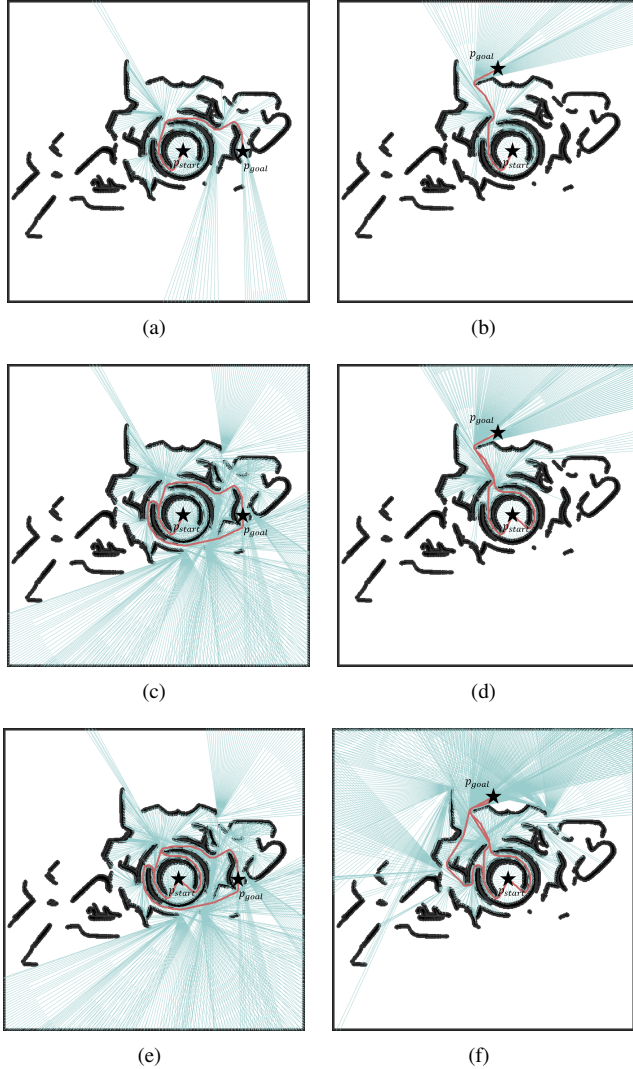 p_goal
p_start
p_goal
p_start
(a)
(b)
p_goal
p_start
p_goal
p_start
(c)
(d)
p_goal
p_start
p_goal
p_start
(e)
(f)